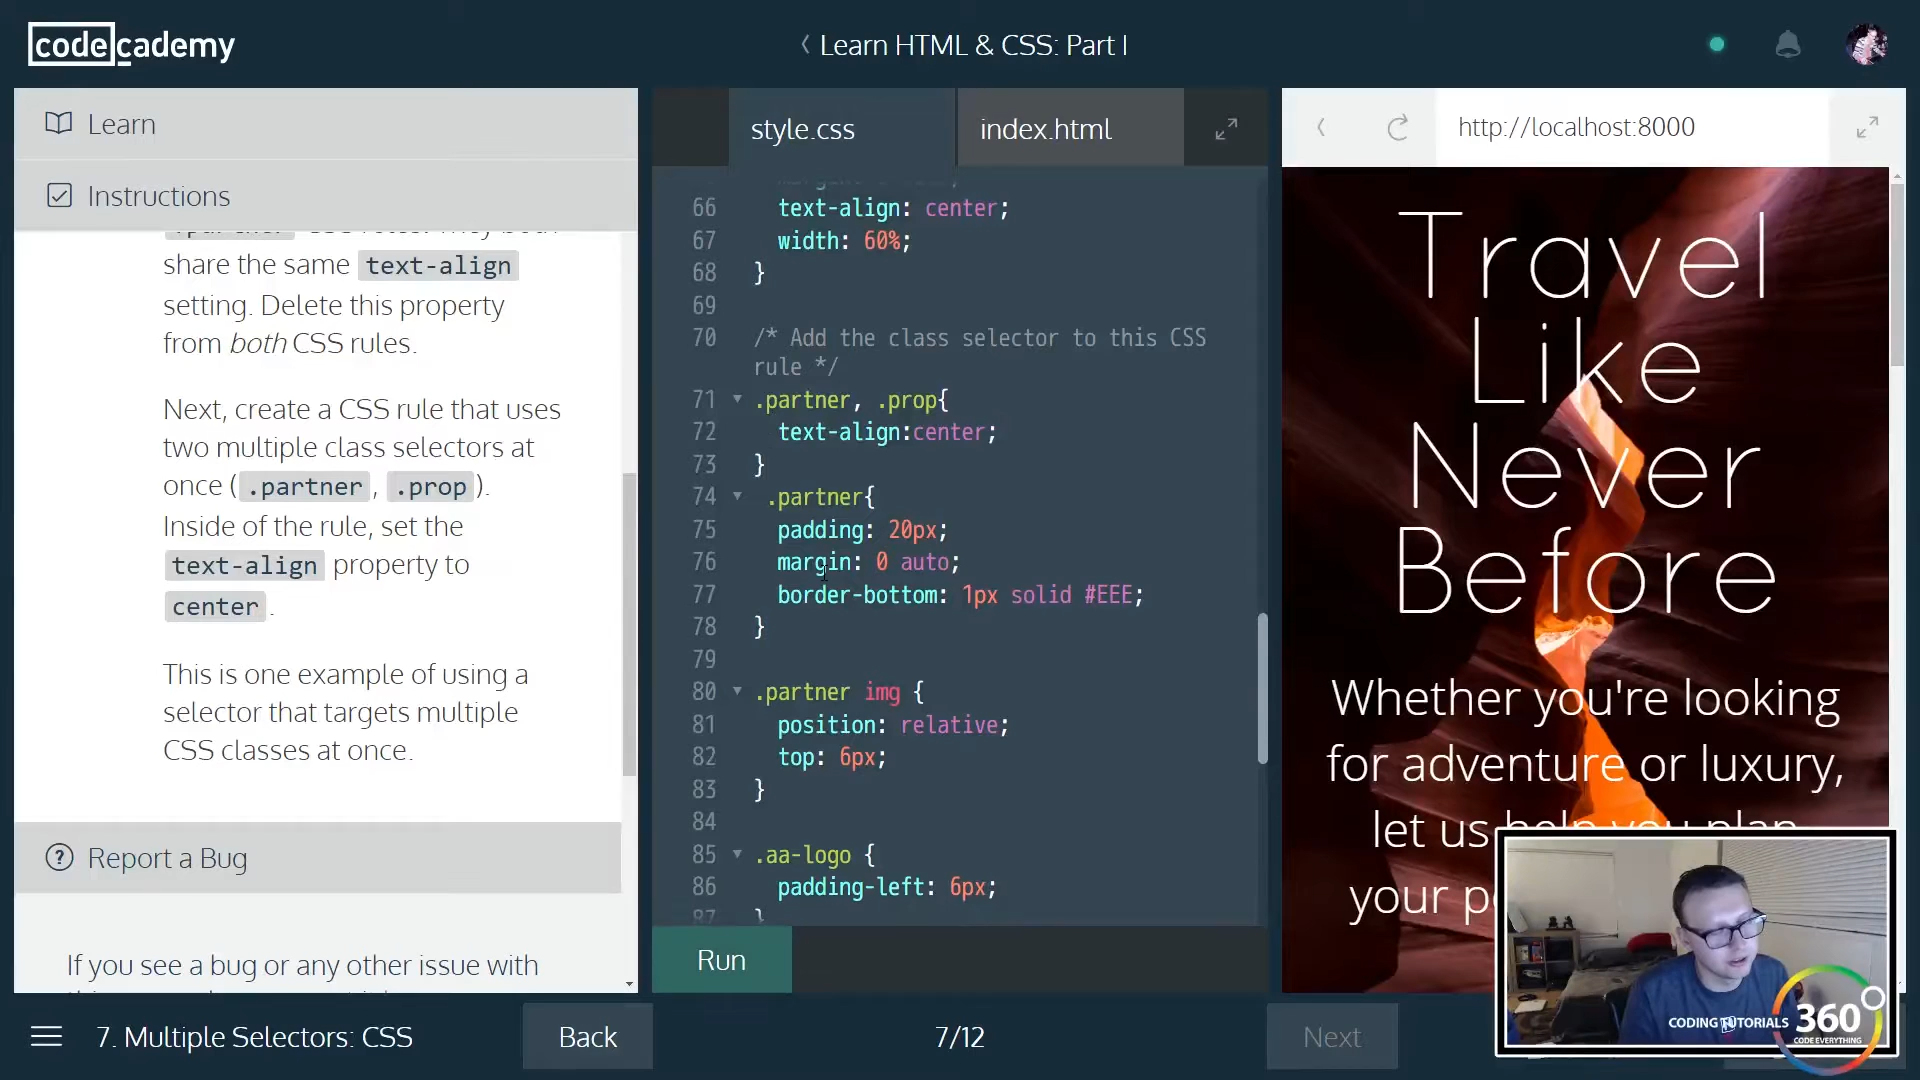 codecademy
Learn HTML & CSS: Part I
Learn
Instructions
share the same text-align
setting. Delete this property
from both CSS rules.
Next, create a CSS rule that uses
two multiple class selectors at
once ( .partner , .prop ).
Inside of the rule, set the
text-align property to
center .
This is one example of using a
selector that targets multiple
CSS classes at once.
Report a Bug
If you see a bug or any other issue with
style.css
index.html
66 text-align: center;
67 width: 60%;
68 }
69
70 /* Add the class selector to this CSS
rule */
71 .partner, .prop{
72 text-align:center;
73 }
74 .partner{
75 padding: 20px;
76 margin: 0 auto;
77 border-bottom: 1px solid #EEE;
78 }
79
80 .partner img {
81 position: relative;
82 top: 6px;
83 }
84
85 .aa-logo {
86 padding-left: 6px;
87 }
Run
http://localhost:8000
Travel
Like
Never
Before
Whether you're looking
for adventure or luxury,
let us help you plan
your
CODING TUTORIALS 360°
CODE EVERYTHING
7. Multiple Selectors: CSS
Back
7/12
Next